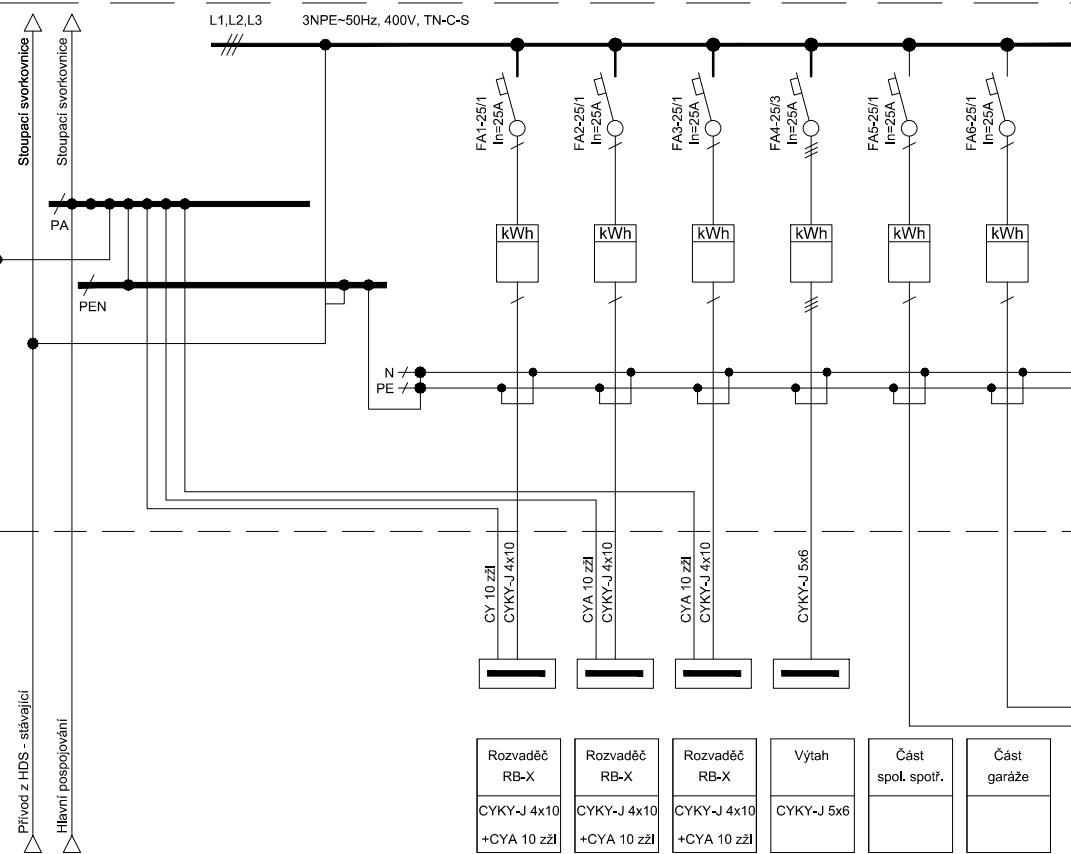 L1,L2,L3
3NPE~50Hz, 400V, TN-C-S
Stoupací svorkovnice
Stoupací svorkovnice
FA1-25/1
In=25A
FA2-25/1
In=25A
FA3-25/1
In=25A
FA4-25/3
In=25A
FA5-25/1
In=25A
FA6-25/1
In=25A
PA
kWh
kWh
kWh
kWh
kWh
kWh
PEN
N
PE
CY 10 zžl
CYKY-J 4x10
CYA 10 zžl
CYKY-J 4x10
CYA 10 zžl
CYKY-J 4x10
CYKY-J 5x6
Přívod z HDS - stávající
Hlavní pospojování
Rozvaděč
RB-X
CYKY-J 4x10
+CYA 10 zžl
Rozvaděč
RB-X
CYKY-J 4x10
+CYA 10 zžl
Rozvaděč
RB-X
CYKY-J 4x10
+CYA 10 zžl
Výtah
CYKY-J 5x6
Část
spol. spotř.
Část
garáže